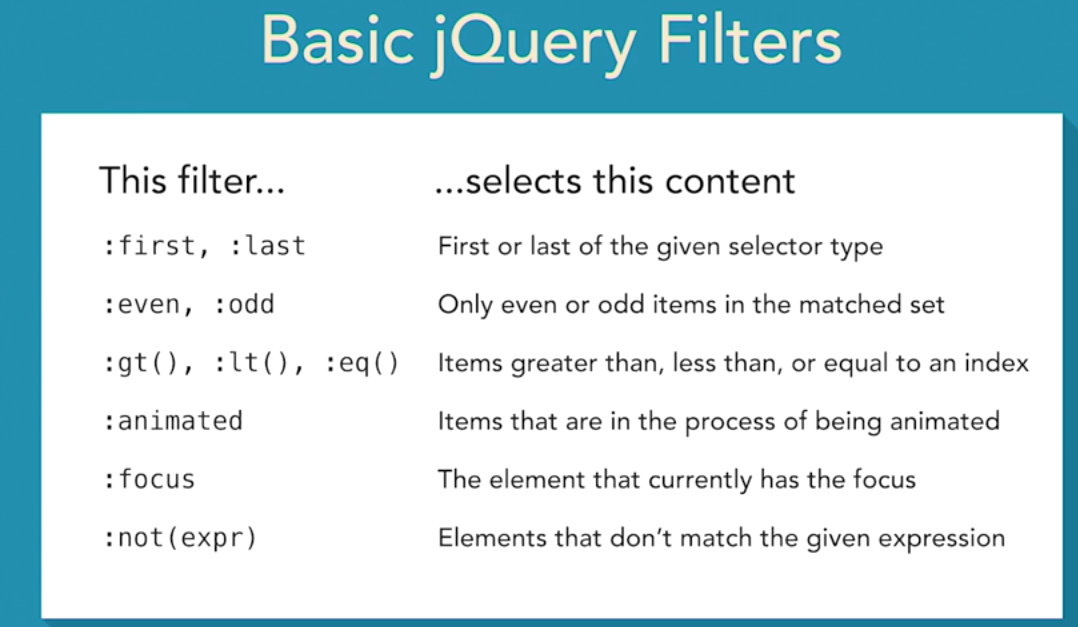 Basic jQuery Filters
This filter... ...selects this content
:first, :last First or last of the given selector type
:even, :odd Only even or odd items in the matched set
:gt(), :lt(), :eq() Items greater than, less than, or equal to an index
:animated Items that are in the process of being animated
:focus The element that currently has the focus
:not(expr) Elements that don’t match the given expression